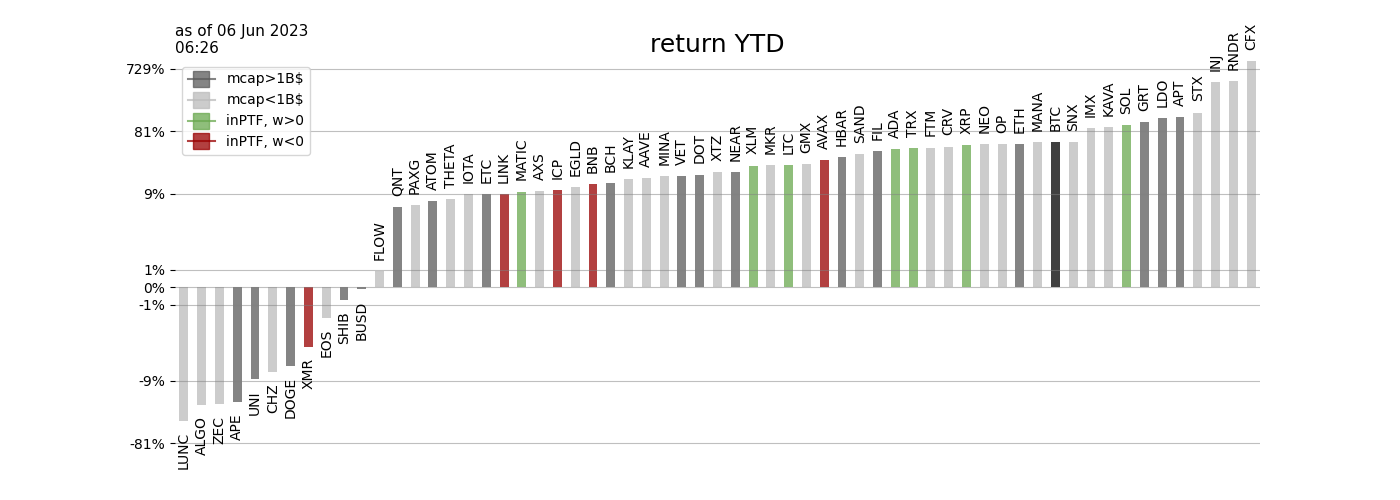 as of 06 Jun 2023
06:26
return YTD
mcap>1B$
mcap<1B$
inPTF, w>0
inPTF, w<0
729%
81%
9%
1%
0%
-1%
-9%
-81%
LUNC
ALGO
ZEC
APE
UNI
CHZ
DOGE
XMR
EOS
SHIB
BUSD
FLOW
QNT
PAXG
ATOM
THETA
IOTA
ETC
LINK
MATIC
AXS
ICP
EGLD
BNB
BCH
KLAY
AAVE
MINA
VET
DOT
XTZ
NEAR
XLM
MKR
LTC
GMX
AVAX
HBAR
SAND
FIL
ADA
TRX
FTM
CRV
XRP
NEO
OP
ETH
MANA
BTC
SNX
IMX
KAVA
SOL
GRT
LDO
APT
STX
INJ
RNDR
CFX